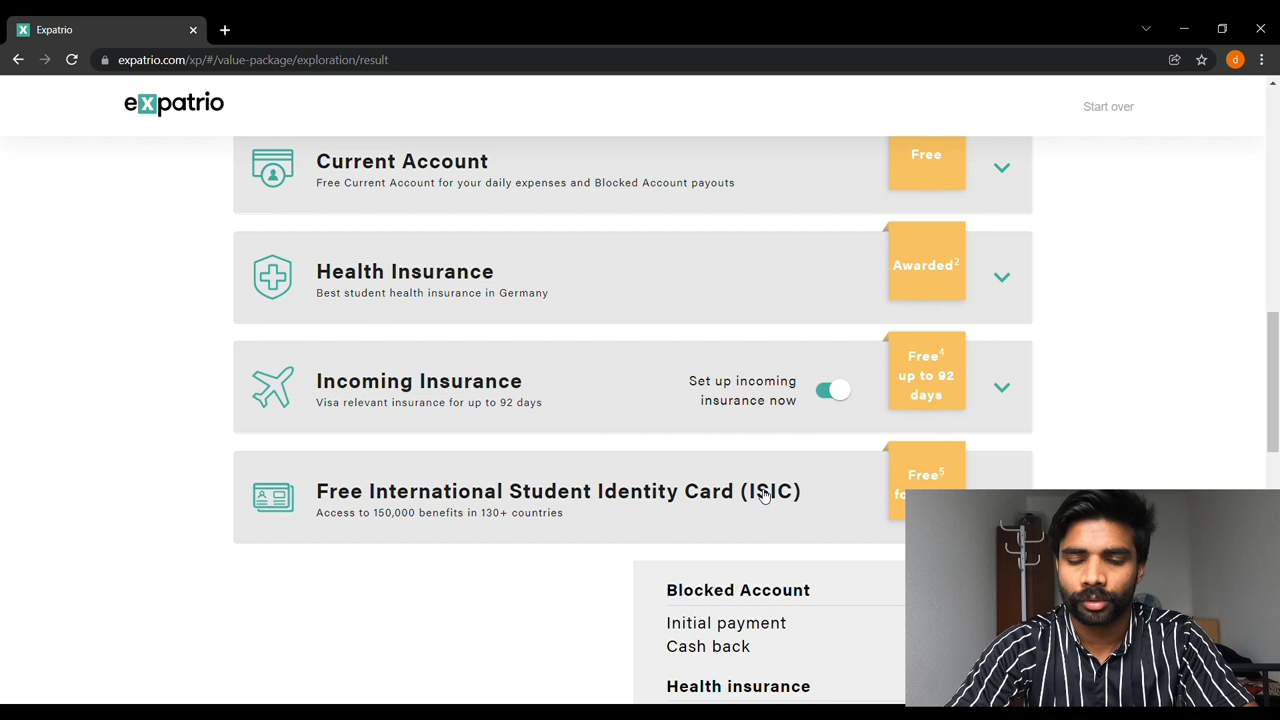 Expatrio
expatrio.com/xp/#/value-package/exploration/result
d
expatrio
Start over
Current Account
Free Current Account for your daily expenses and Blocked Account payouts
Free
Health Insurance
Best student health insurance in Germany
Awarded2
Incoming Insurance
Visa relevant insurance for up to 92 days
Set up incoming
insurance now
Free4
up to 92
days
Free International Student Identity Card (ISIC)
Access to 150,000 benefits in 130+ countries
Free5
Blocked Account
Initial payment
Cash back
Health insurance